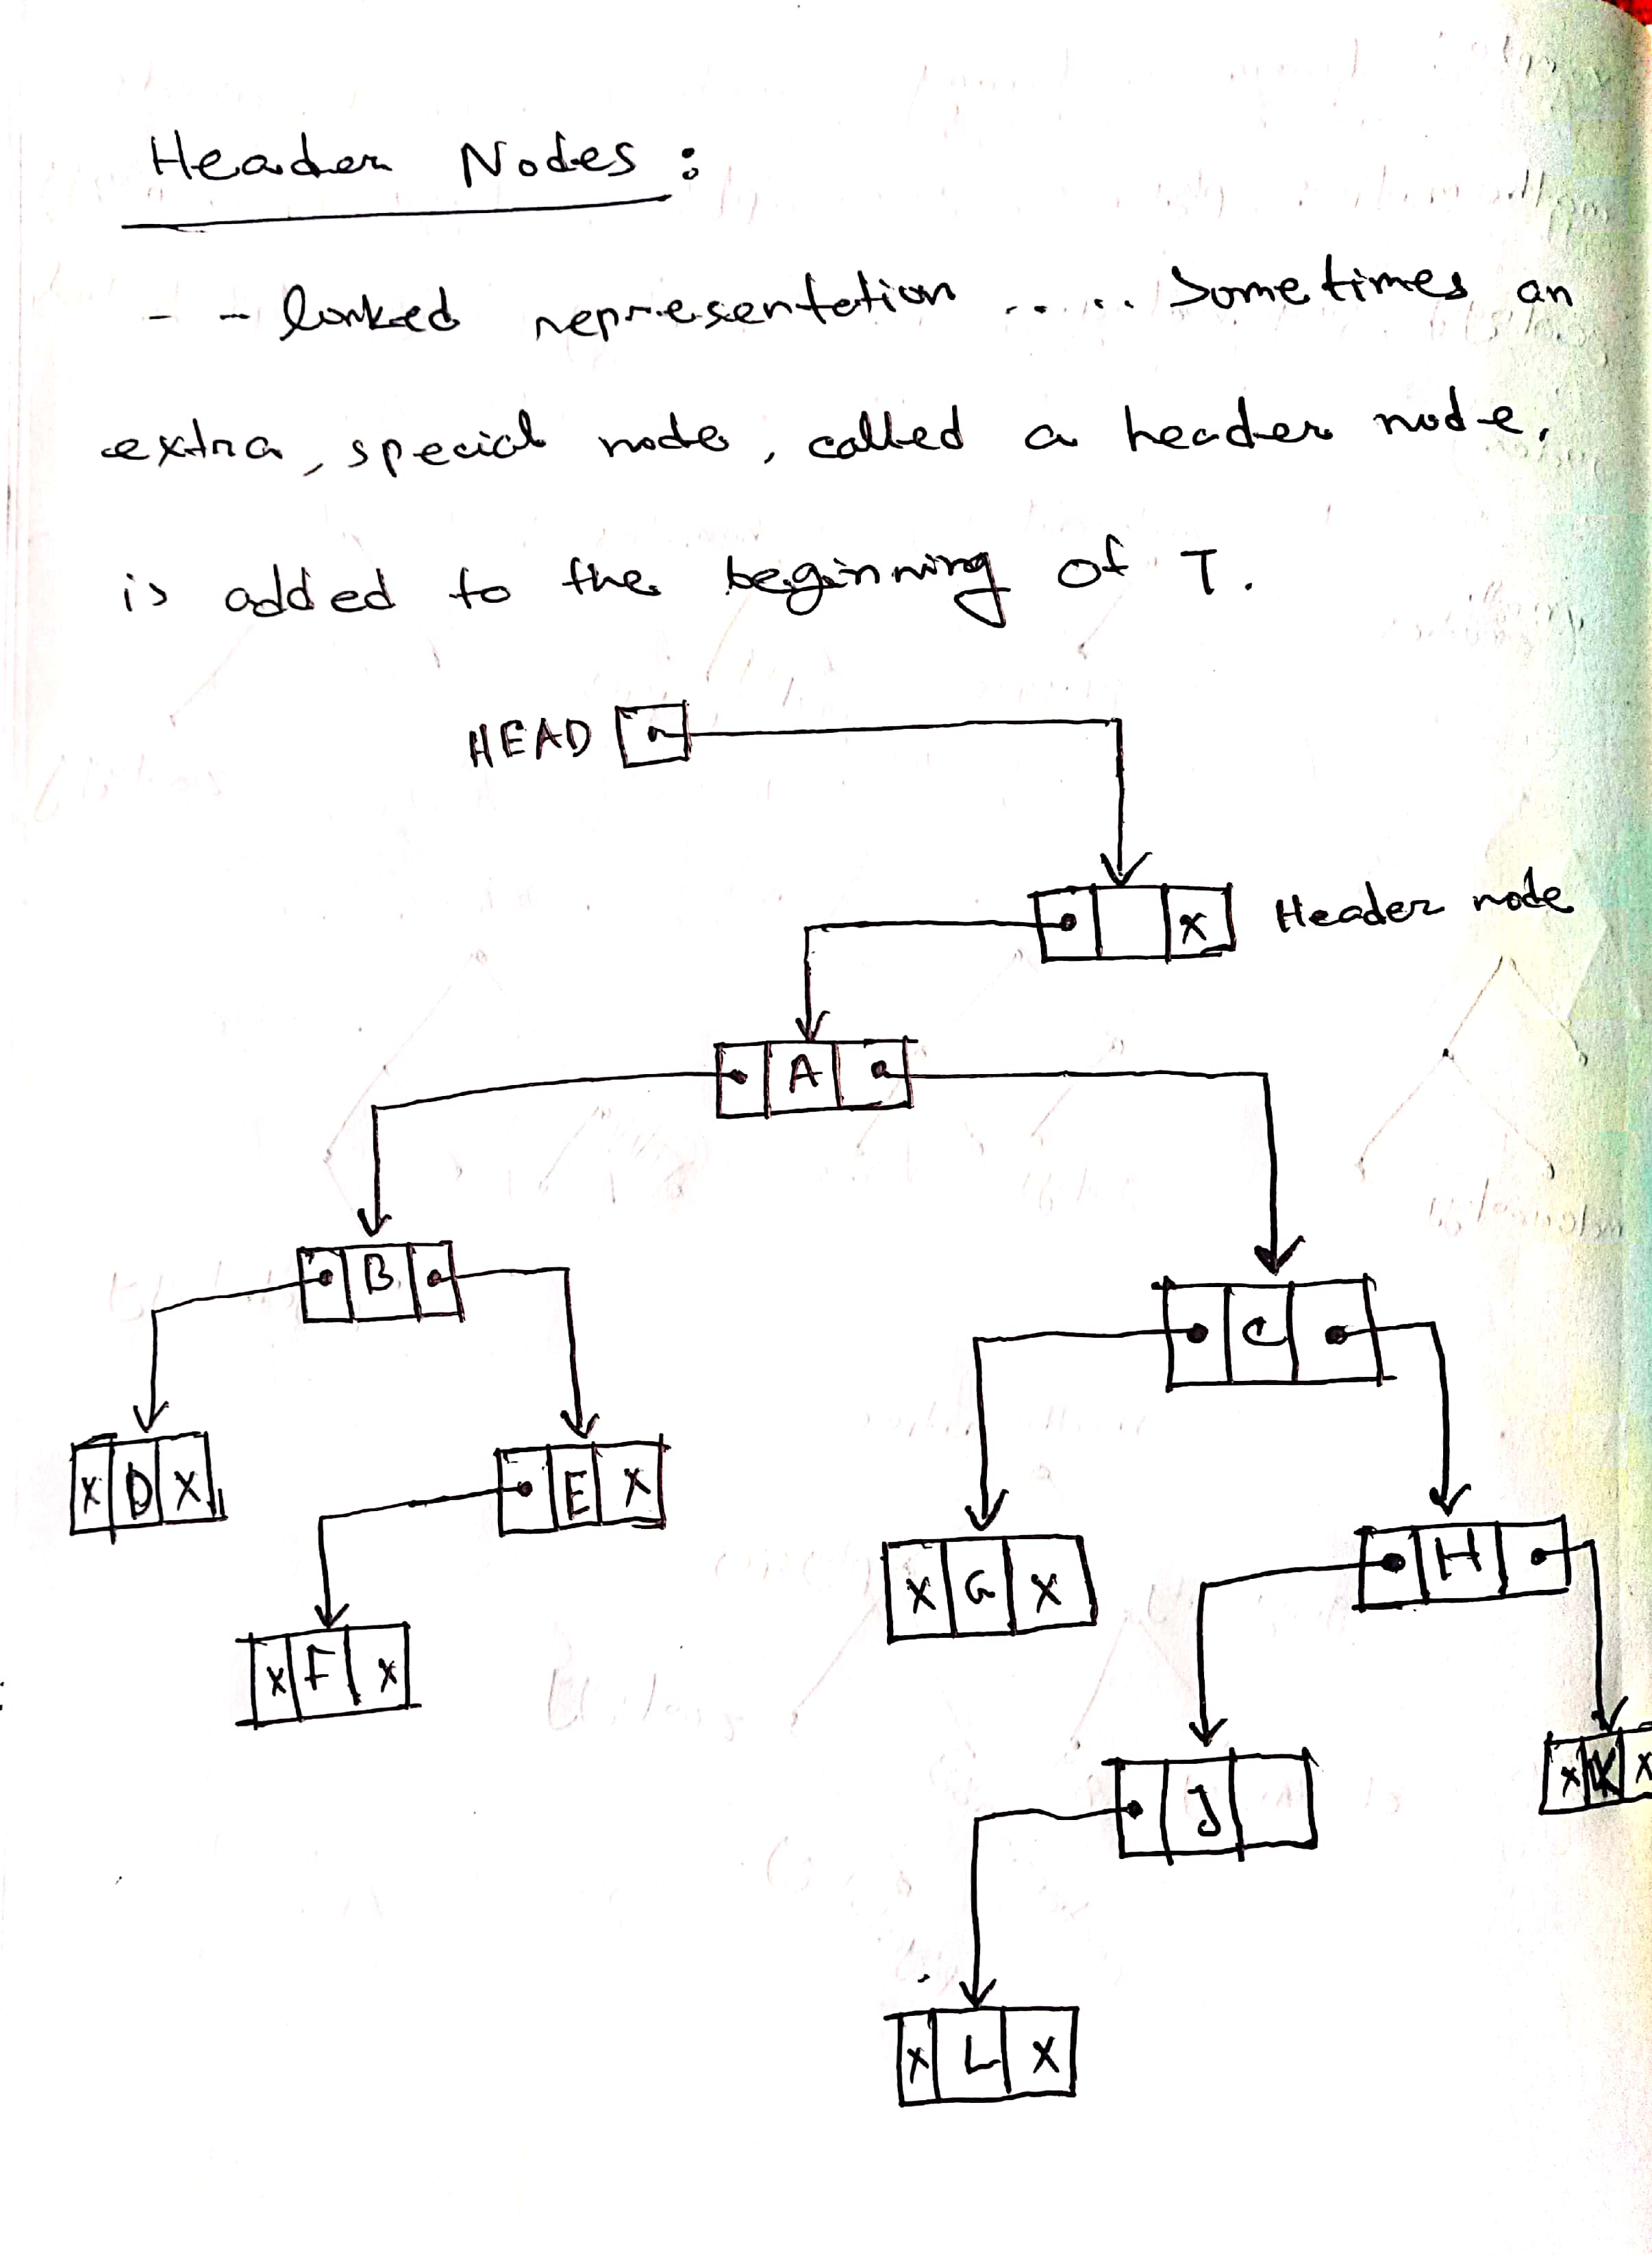 Header Nodes :
- - linked representation ..... Sometimes an
extra, special node, called a header node,
is added to the beginning of T.
HEAD
x Header node
A
B
C
x D x
E x
x G x
H
x F x
J
x K x
x L x